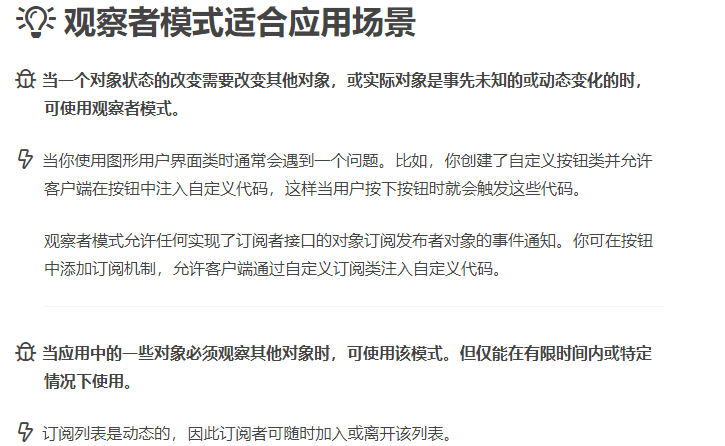 观察者模式适合应用场景
当一个对象状态的改变需要改变其他对象，或实际对象是事先未知的或动态变化的时，
可使用观察者模式。
当你使用图形用户界面类时通常会遇到一个问题。比如，你创建了自定义按钮类并允许
客户端在按钮中注入自定义代码，这样当用户按下按钮时就会触发这些代码。
观察者模式允许任何实现了订阅者接口的对象订阅发布者对象的事件通知。你可在按钮
中添加订阅机制，允许客户端通过自定义订阅类注入自定义代码。
当应用中的一些对象必须观察其他对象时，可使用该模式。但仅能在有限时间内或特定
情况下使用。
订阅列表是动态的，因此订阅者可随时加入或离开该列表。